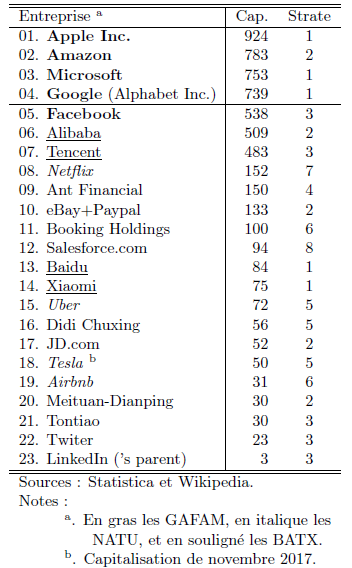 Entreprise a Cap. Strate
01. Apple Inc. 924 1
02. Amazon 783 2
03. Microsoft 753 1
04. Google (Alphabet Inc.) 739 1
05. Facebook 538 3
06. Alibaba 509 2
07. Tencent 483 3
08. Netflix 152 7
09. Ant Financial 150 4
10. eBay+Paypal 133 2
11. Booking Holdings 100 6
12. Salesforce.com 94 8
13. Baidu 84 1
14. Xiaomi 75 1
15. Uber 72 5
16. Didi Chuxing 56 5
17. JD.com 52 2
18. Tesla b 50 5
19. Airbnb 31 6
20. Meituan-Dianping 30 2
21. Tontiao 30 3
22. Twiter 23 3
23. LinkedIn ('s parent) 3 3
Sources : Statistica et Wikipedia.
Notes :
a. En gras les GAFAM, en italique les
NATU, et en souligné les BATX.
b. Capitalisation de novembre 2017.